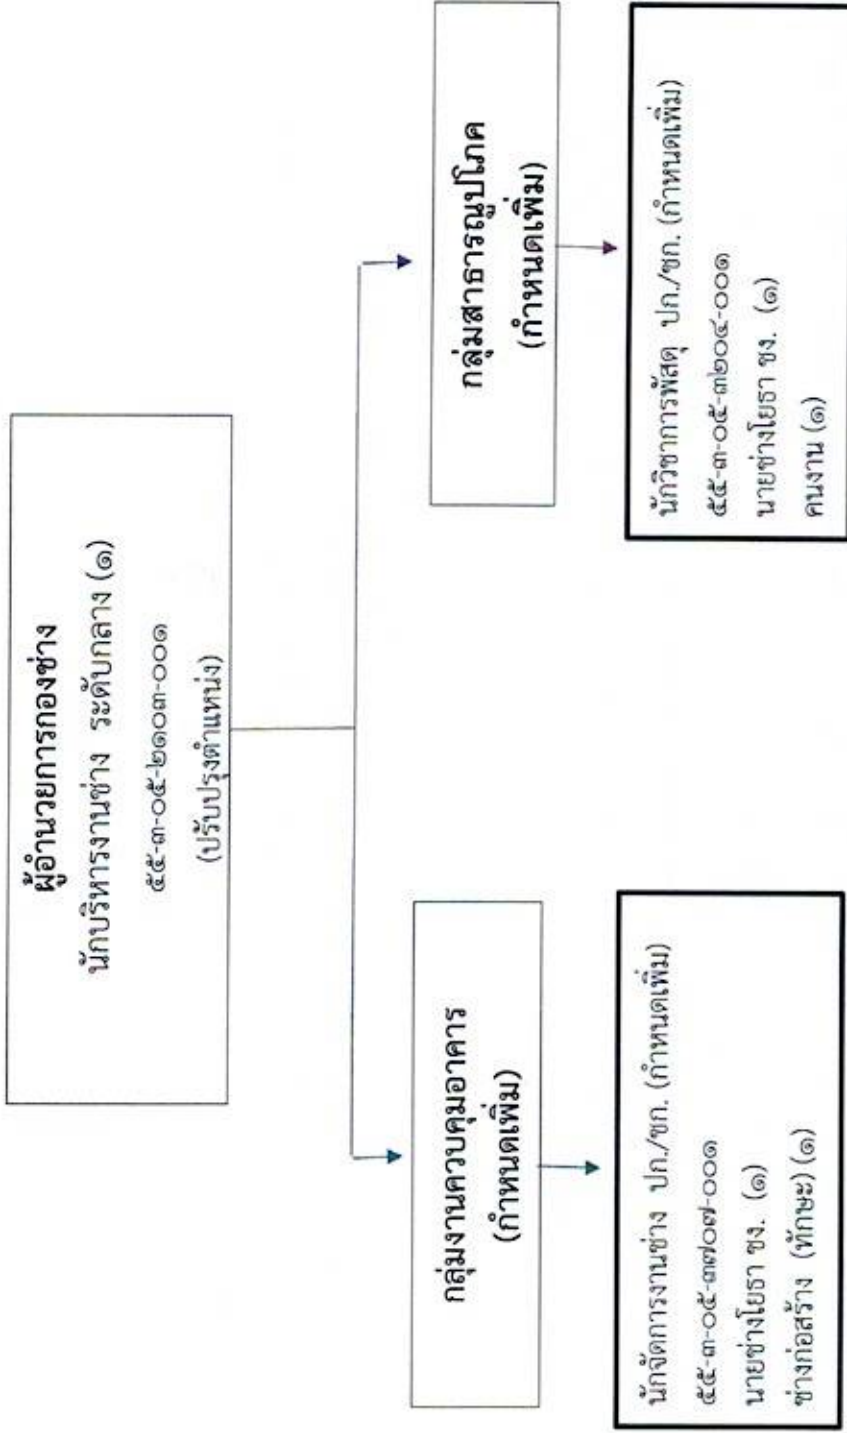 ผู้อำนวยการกองช่าง
นักบริหารงานช่าง ระดับกลาง (๑)
๕๕-๓-๐๕-๒๑๐๓-๐๐๑
(ปรับปรุงตำแหน่ง)
กลุ่มงานควบคุมอาคาร
(กำหนดเพิ่ม)
นักจัดการงานช่าง ปก./ชก. (กำหนดเพิ่ม)
๕๕-๓-๐๕-๓๗๐๗-๐๐๑
นายช่างโยธา ชง. (๑)
ช่างก่อสร้าง (ทักษะ) (๑)
กลุ่มสาธารณูปโภค
(กำหนดเพิ่ม)
นักวิชาการพัสดุ ปก./ชก. (กำหนดเพิ่ม)
๕๕-๓-๐๕-๓๒๐๔-๐๐๑
นายช่างโยธา ชง. (๑)
คนงาน (๑)